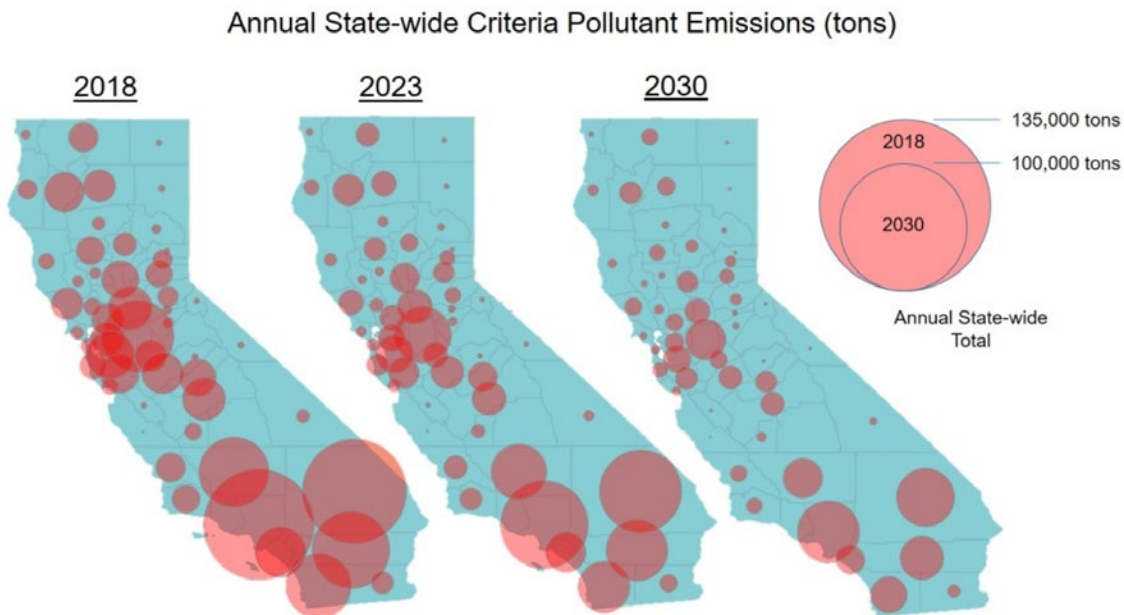 Annual State-wide Criteria Pollutant Emissions (tons)
2018
2023
2030
135,000 tons
2018
100,000 tons
2030
Annual State-wide
Total